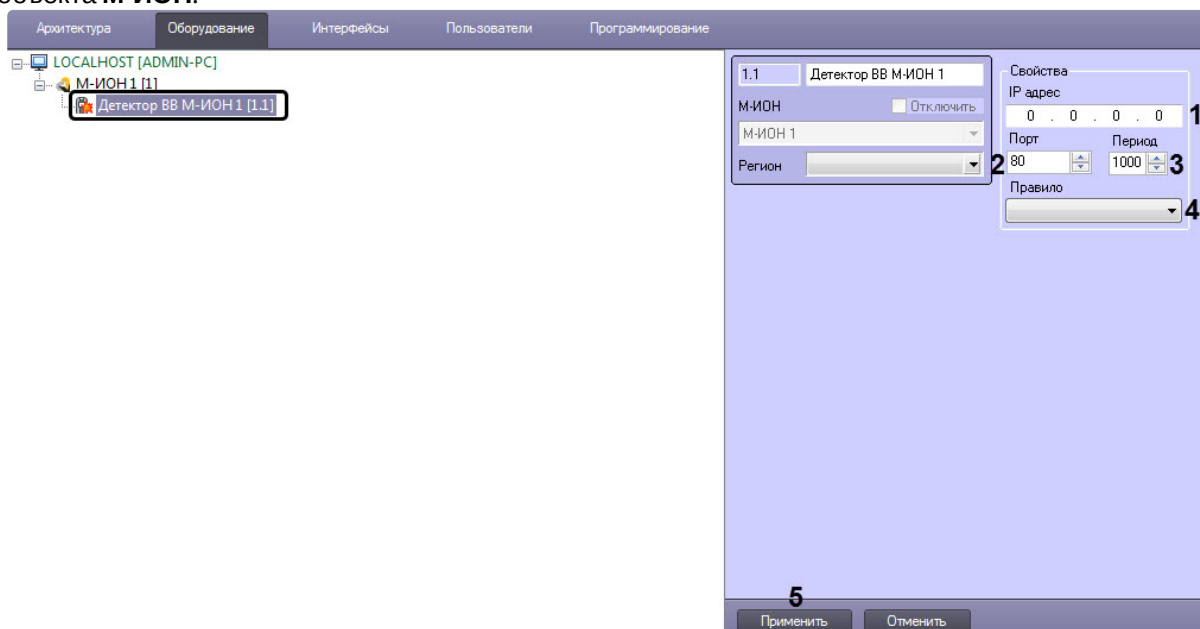 объекта М-ИОН.
Архитектура Оборудование Интерфейсы Пользователи Программирование
LOCALHOST [ADMIN-PC]
М-ИОН 1 [1]
Детектор ВВ М-ИОН 1 [1.1]
1.1 Детектор ВВ М-ИОН 1
М-ИОН Отключить
М-ИОН 1
Регион
Свойства
IP адрес
0 . 0 . 0 . 0 1
Порт Период
2 80 1000 3
Правило
4
5
Применить Отменить